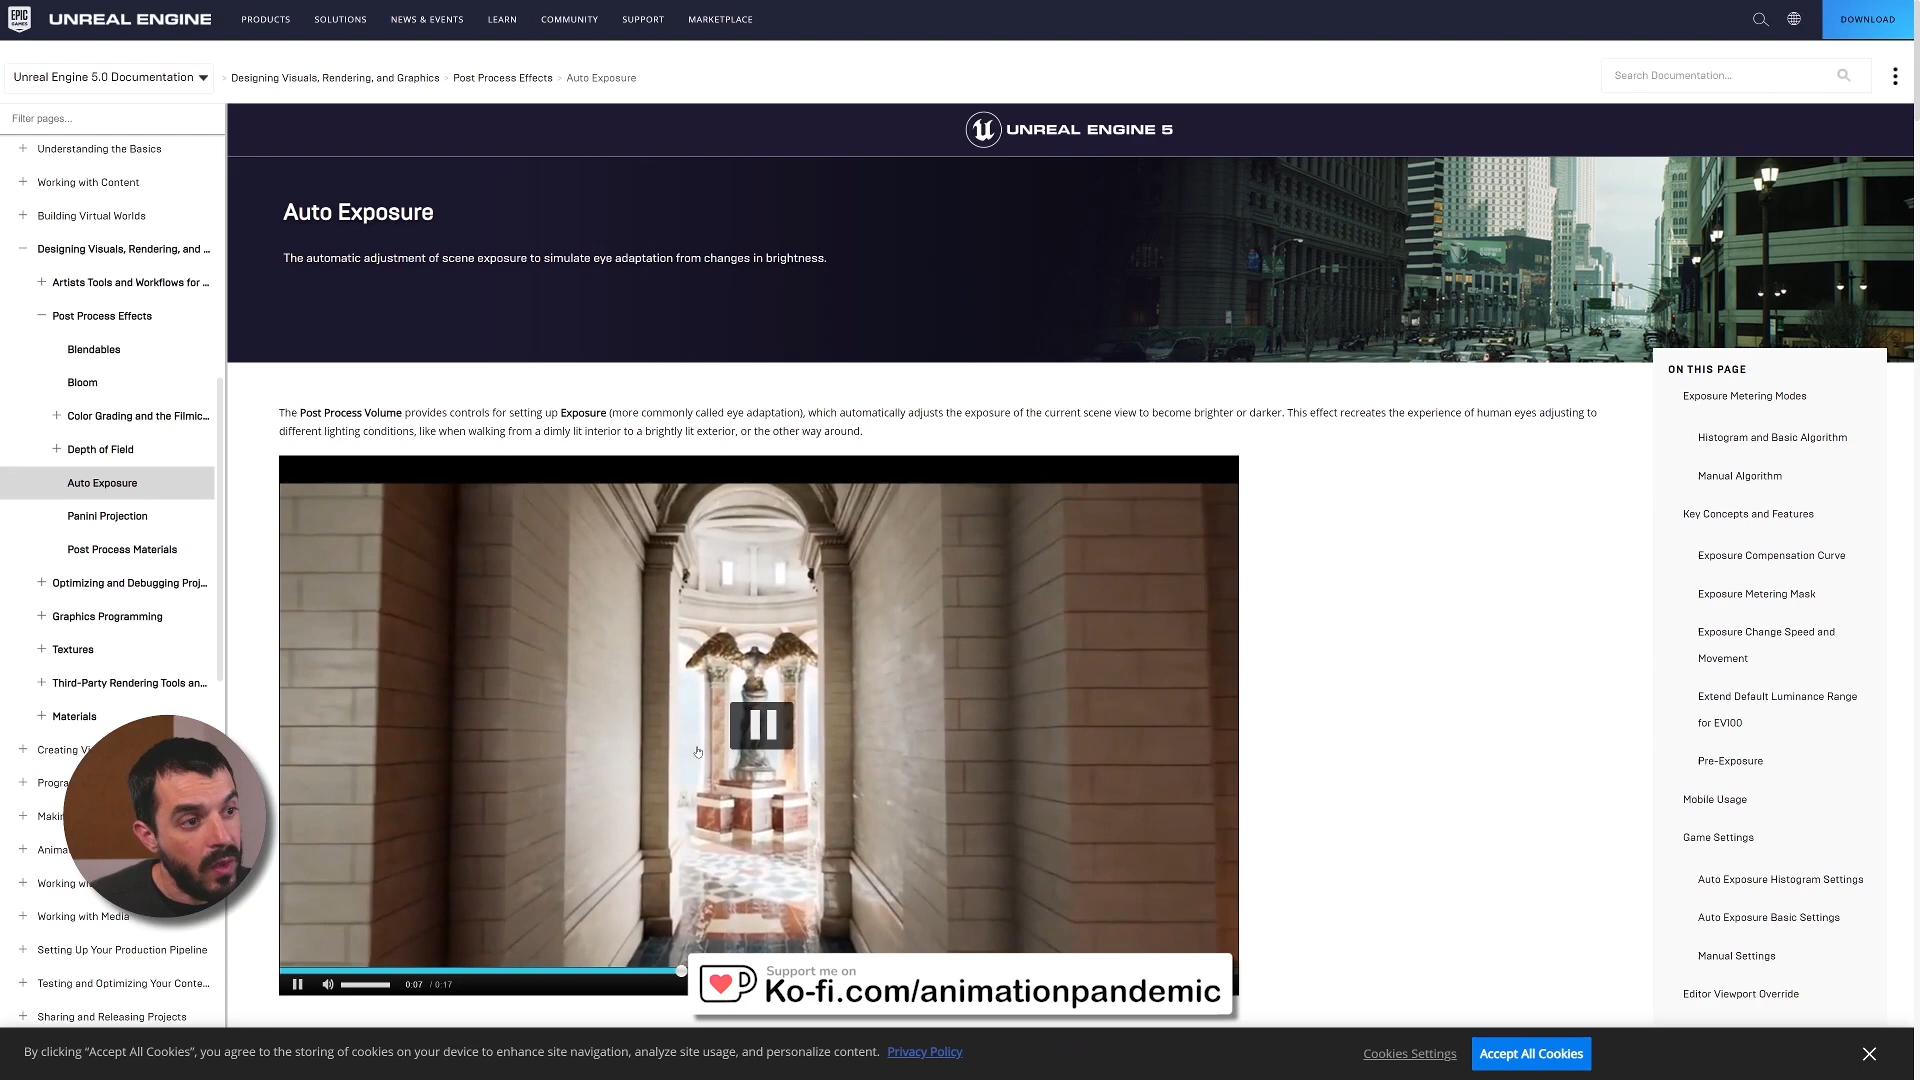 EPIC GAMES
UNREAL ENGINE
PRODUCTS
SOLUTIONS
NEWS & EVENTS
LEARN
COMMUNITY
SUPPORT
MARKETPLACE
DOWNLOAD
Unreal Engine 5.0 Documentation
> Designing Visuals, Rendering, and Graphics > Post Process Effects > Auto Exposure
Search Documentation...
Filter pages...
Understanding the Basics
Working with Content
Building Virtual Worlds
Designing Visuals, Rendering, and ...
Artists Tools and Workflows for ...
Post Process Effects
Blendables
Bloom
Color Grading and the Filmic...
Depth of Field
Auto Exposure
Panini Projection
Post Process Materials
Optimizing and Debugging Proj...
Graphics Programming
Textures
Third-Party Rendering Tools an...
Materials
Creating Vi
Progra
Makin
Anima
Working wi
Working with Media
Setting Up Your Production Pipeline
Testing and Optimizing Your Conte...
Sharing and Releasing Projects
UNREAL ENGINE 5
Auto Exposure
The automatic adjustment of scene exposure to simulate eye adaptation from changes in brightness.
The Post Process Volume provides controls for setting up Exposure (more commonly called eye adaptation), which automatically adjusts the exposure of the current scene view to become brighter or darker. This effect recreates the experience of human eyes adjusting to
different lighting conditions, like when walking from a dimly lit interior to a brightly lit exterior, or the other way around.
0:07 / 0:17
Support me on
Ko-fi.com/animationpandemic
ON THIS PAGE
Exposure Metering Modes
Histogram and Basic Algorithm
Manual Algorithm
Key Concepts and Features
Exposure Compensation Curve
Exposure Metering Mask
Exposure Change Speed and
Movement
Extend Default Luminance Range
for EV100
Pre-Exposure
Mobile Usage
Game Settings
Auto Exposure Histogram Settings
Auto Exposure Basic Settings
Manual Settings
Editor Viewport Override
By clicking “Accept All Cookies”, you agree to the storing of cookies on your device to enhance site navigation, analyze site usage, and personalize content. Privacy Policy
Cookies Settings
Accept All Cookies